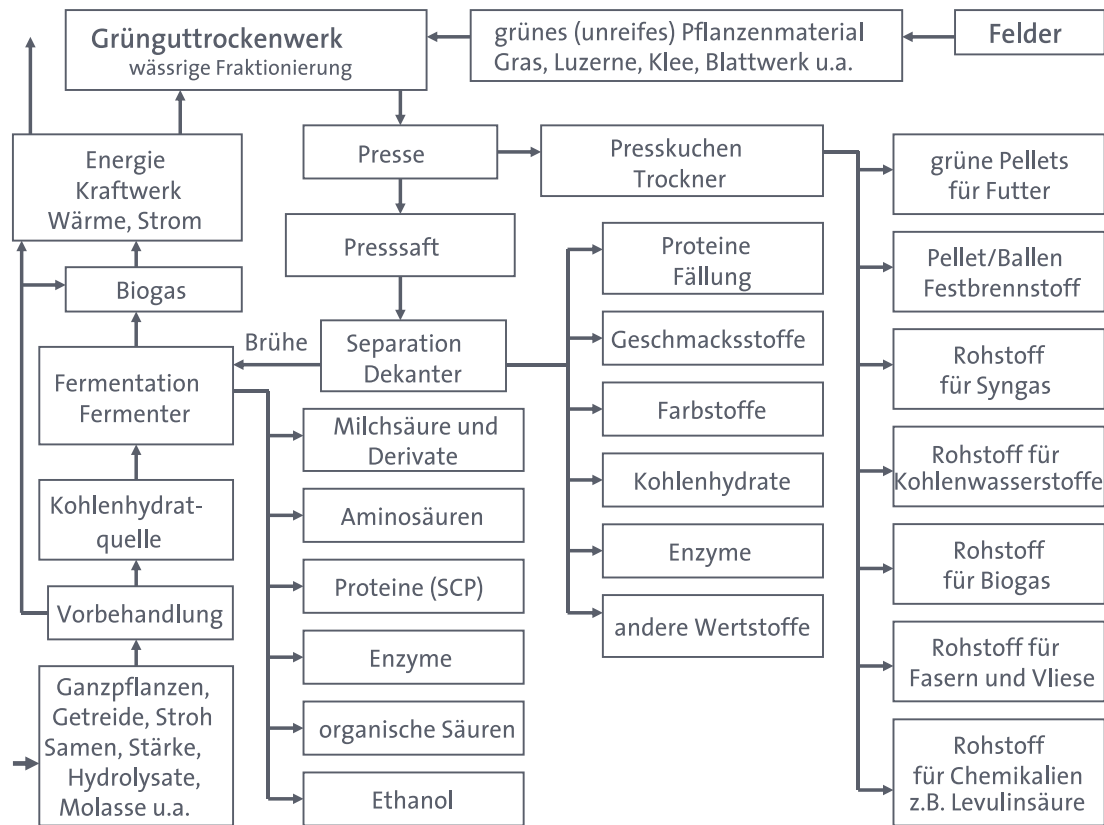 Grünguttrockenwerk
wässrige Fraktionierung
grünes (unreifes) Pflanzenmaterial
Gras, Luzerne, Klee, Blattwerk u.a.
Felder
Energie
Kraftwerk
Wärme, Strom
Presse
Presskuchen
Trockner
grüne Pellets
für Futter
Presssaft
Proteine
Fällung
Pellet/Ballen
Festbrennstoff
Biogas
Brühe
Separation
Dekanter
Geschmacksstoffe
Rohstoff
für Syngas
Fermentation
Fermenter
Farbstoffe
Milchsäure und
Derivate
Kohlenhydrate
Rohstoff für
Kohlenwasserstoffe
Kohlenhydrat-
quelle
Aminosäuren
Enzyme
Rohstoff
für Biogas
Vorbehandlung
Proteine (SCP)
andere Wertstoffe
Enzyme
Rohstoff für
Fasern und Vliese
Ganzpflanzen,
Getreide, Stroh
Samen, Stärke,
Hydrolysate,
Molasse u.a.
organische Säuren
Ethanol
Rohstoff
für Chemikalien
z.B. Levulinsäure